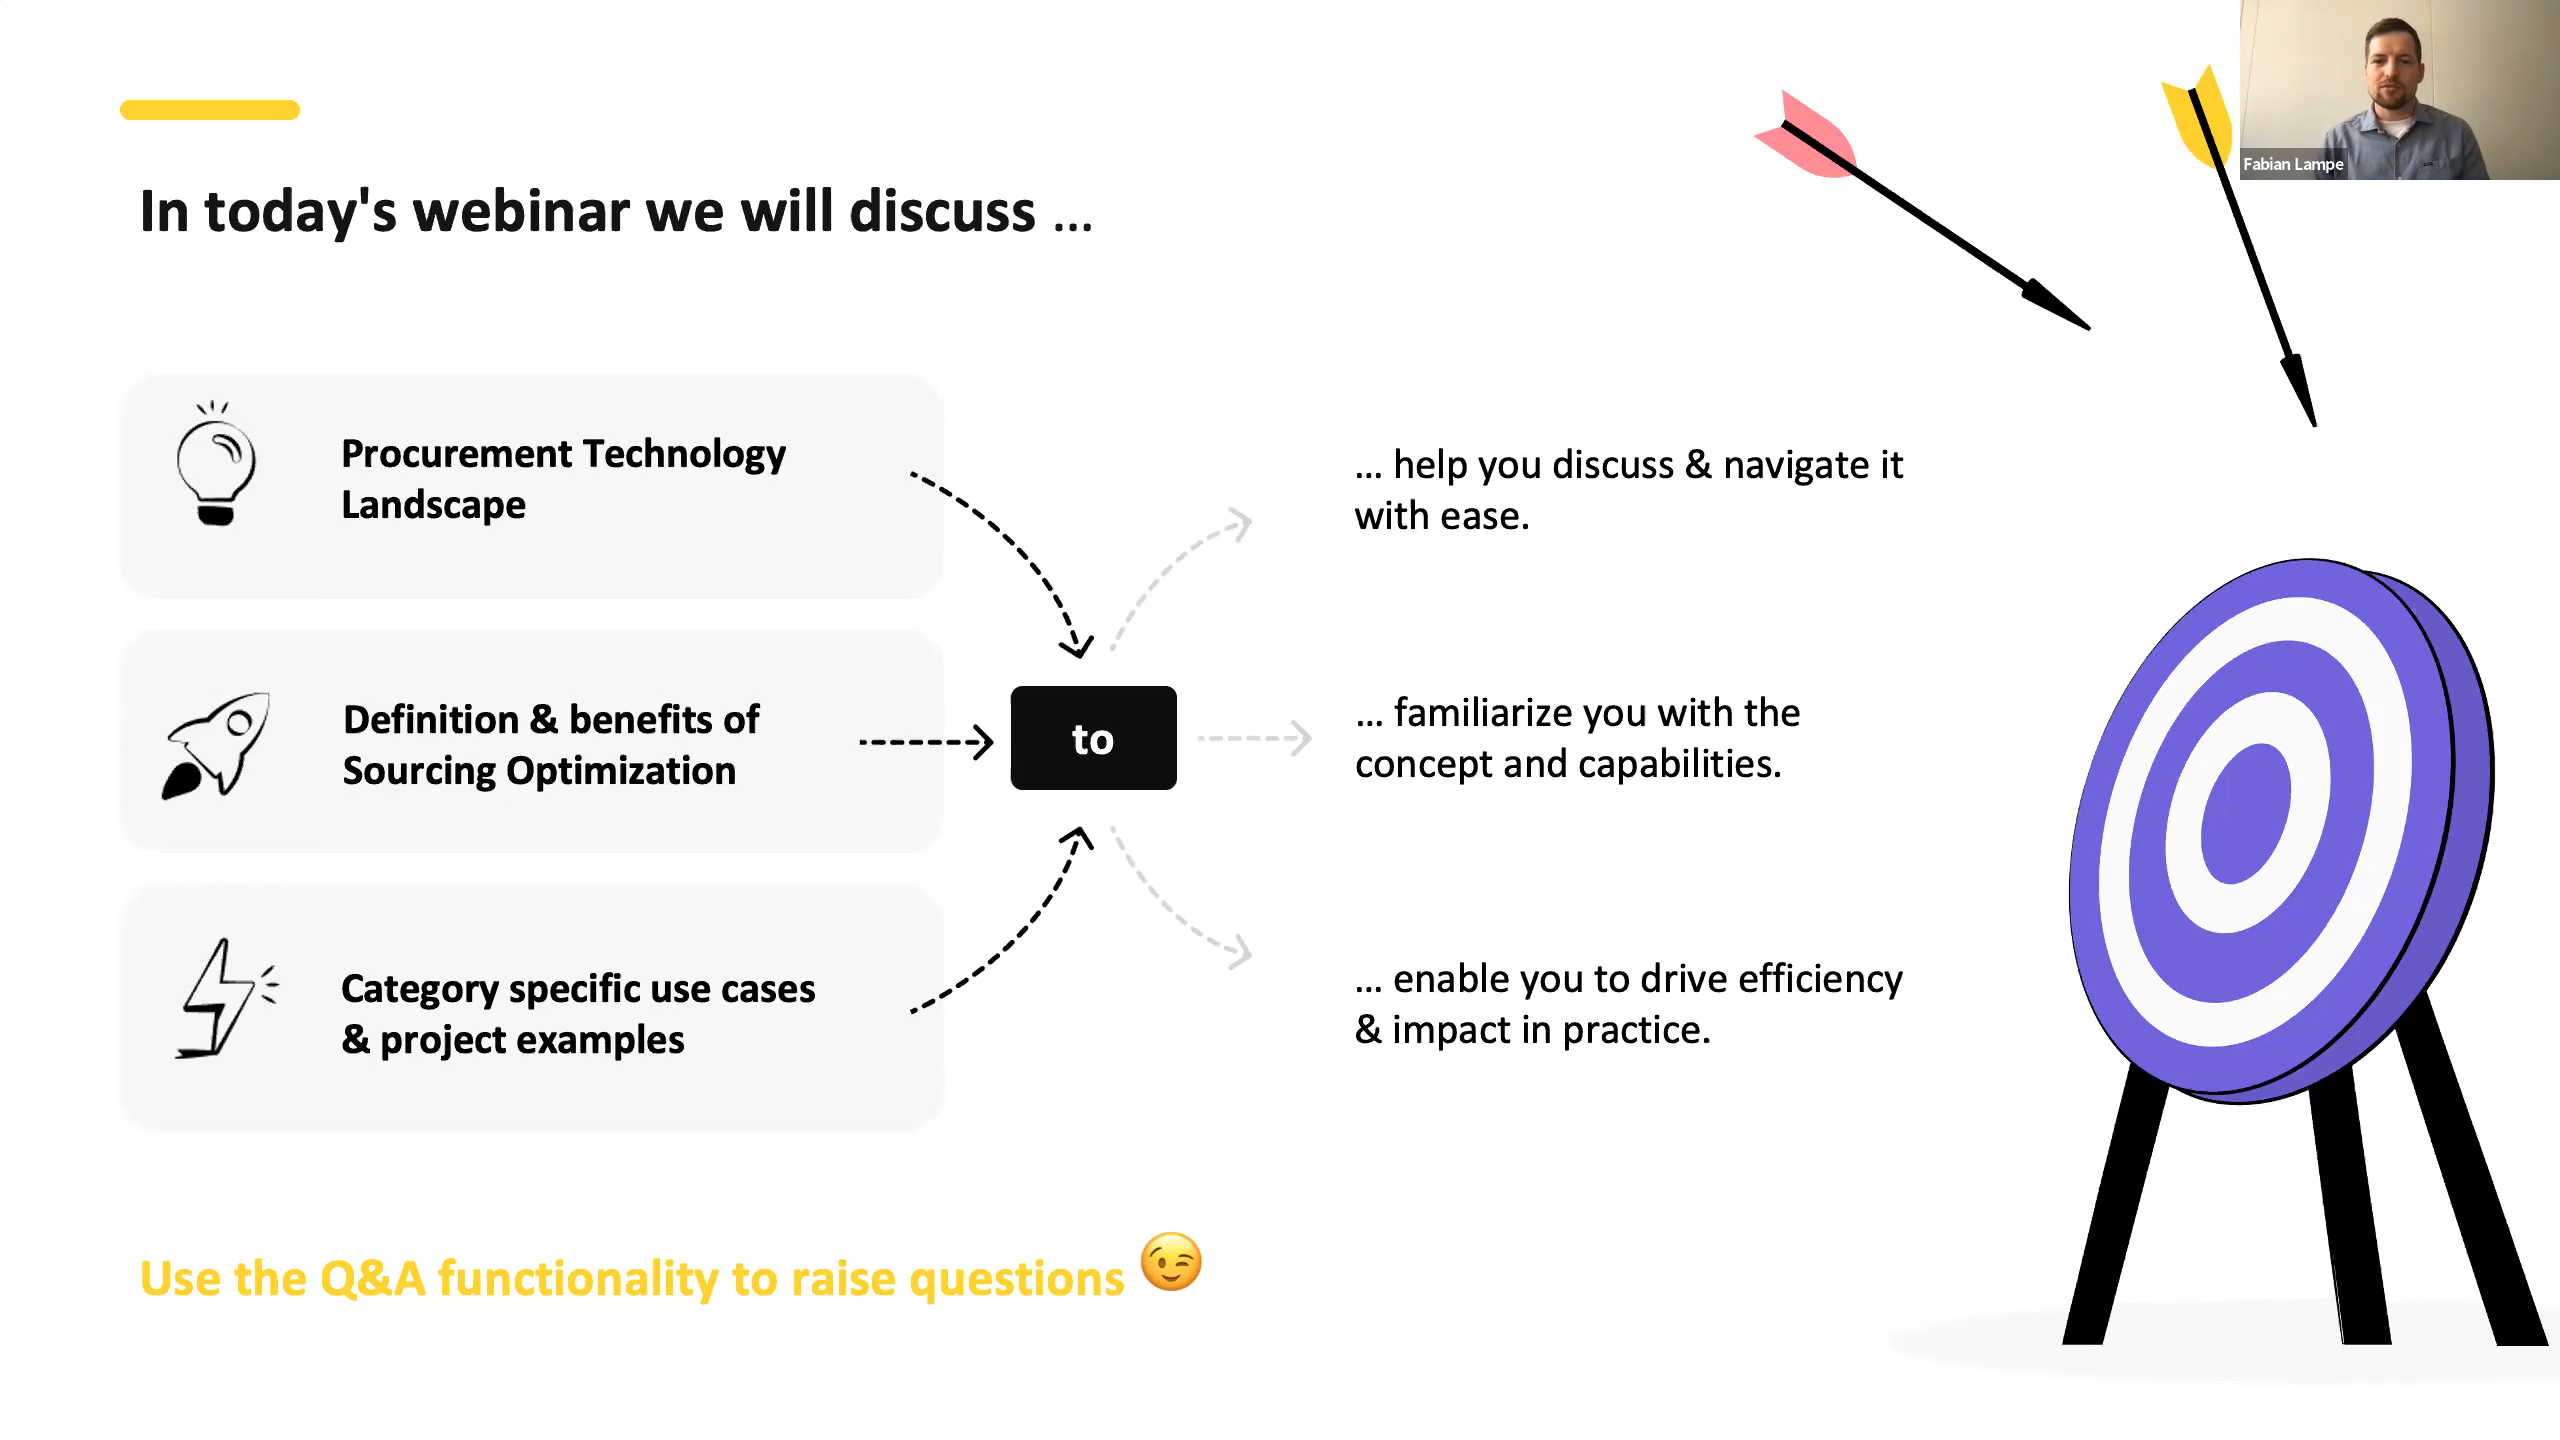 In today's webinar we will discuss ...
Procurement Technology
Landscape
... help you discuss & navigate it
with ease.
Definition & benefits of
Sourcing Optimization
to
... familiarize you with the
concept and capabilities.
Category specific use cases
& project examples
... enable you to drive efficiency
& impact in practice.
Use the Q&A functionality to raise questions 😉
Fabian Lampe